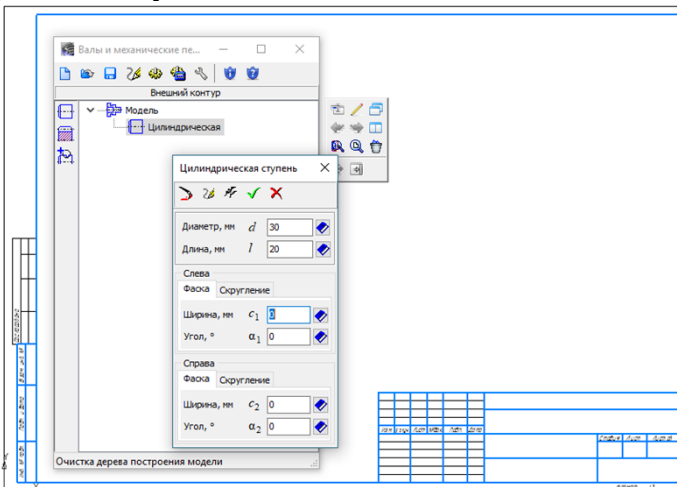 Валы и механические пе...
Внешний контур
Модель
Цилиндрическая
Цилиндрическая ступень
Диаметр, мм d 30
Длина, мм l 20
Слева
Фаска Скругление
Ширина, мм c1 0
Угол, ° α1 0
Справа
Фаска Скругление
Ширина, мм c2 0
Угол, ° α2 0
Очистка дерева построения модели